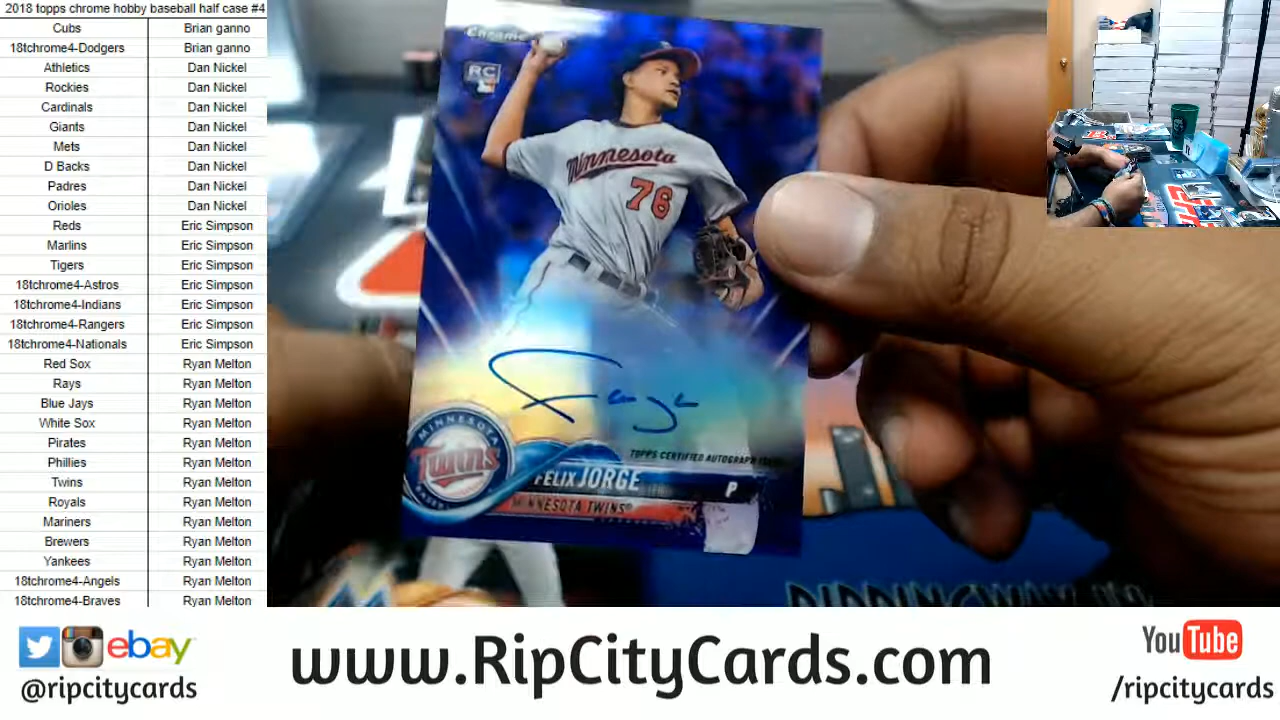 2018 topps chrome hobby baseball half case #4
Cubs Brian ganno
18tchrome4-Dodgers Brian ganno
Athletics Dan Nickel
Rockies Dan Nickel
Cardinals Dan Nickel
Giants Dan Nickel
Mets Dan Nickel
D Backs Dan Nickel
Padres Dan Nickel
Orioles Dan Nickel
Reds Eric Simpson
Marlins Eric Simpson
Tigers Eric Simpson
18tchrome4-Astros Eric Simpson
18tchrome4-Indians Eric Simpson
18tchrome4-Rangers Eric Simpson
18tchrome4-Nationals Eric Simpson
Red Sox Ryan Melton
Rays Ryan Melton
Blue Jays Ryan Melton
White Sox Ryan Melton
Pirates Ryan Melton
Phillies Ryan Melton
Twins Ryan Melton
Royals Ryan Melton
Mariners Ryan Melton
Brewers Ryan Melton
Yankees Ryan Melton
18tchrome4-Angels Ryan Melton
18tchrome4-Braves Ryan Melton
Chrome
RC
Minnesota
76
TOPPS CERTIFIED AUTOGRAPH
MINNESOTA
Twins
FELIX JORGE
P
MINNESOTA TWINS
ebay
@ripcitycards
www.RipCityCards.com
YouTube
/ripcitycards